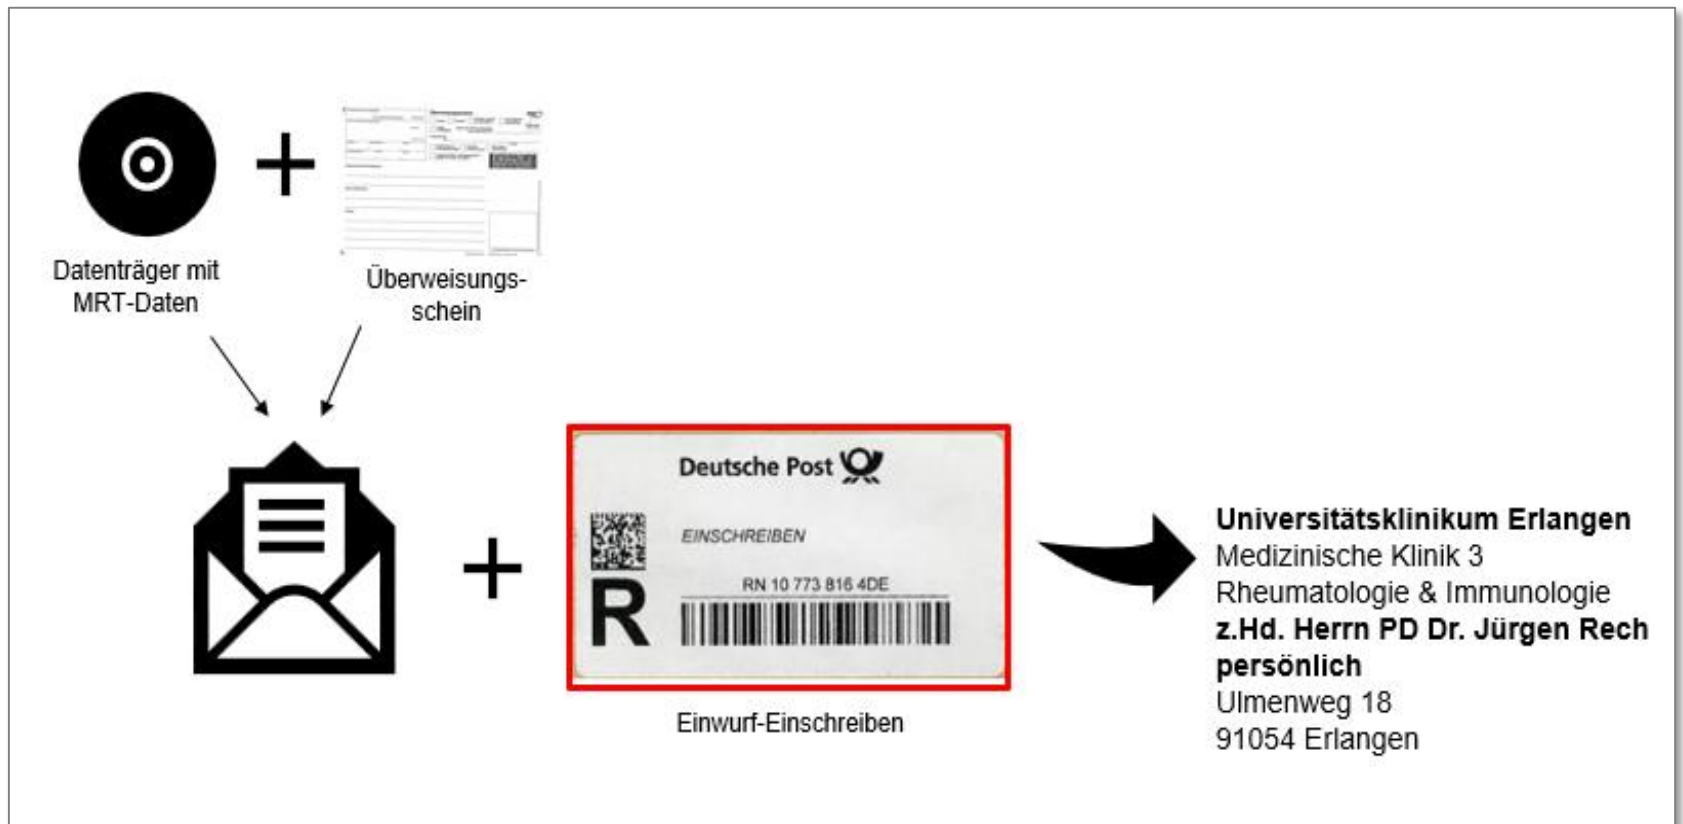 Datenträger mit
MRT-Daten
Überweisungs-
schein
Deutsche Post
EINSCHREIBEN
R
RN 10 773 816 4DE
Einwurf-Einschreiben
Universitätsklinikum Erlangen
Medizinische Klinik 3
Rheumatologie & Immunologie
z.Hd. Herrn PD Dr. Jürgen Rech
persönlich
Ulmenweg 18
91054 Erlangen